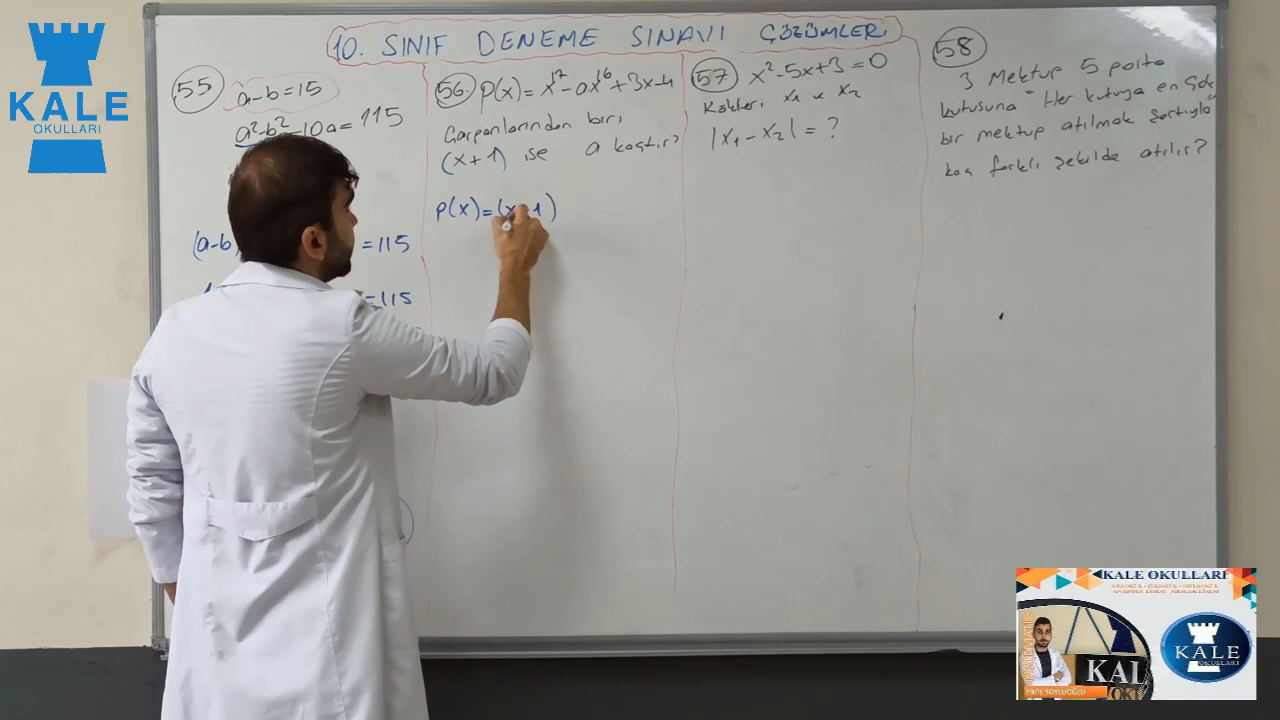 KALE
OKULLARI
10. SINIF DENEME SINAVI ÇÖZÜMLERİ
55
a-b=15
a²-b²-10a=115
(a-b) =115
=115
56. P(x)=x¹⁷-ax¹⁶+3x-4
Çarpanlarından biri
(x+1) ise a kaçtır?
P(x)=(x+1)
57 x²-5x+3=0
Kökleri x₁ ve x₂
|x₁-x₂|=?
58
3 Mektup 5 posta
kutusuna "Her kutuya en çok
bir mektup atılmak şartıyla"
kaç farklı şekilde atılır?
KALE OKULLARI
KAL
OKU
KALE
OKULLARI